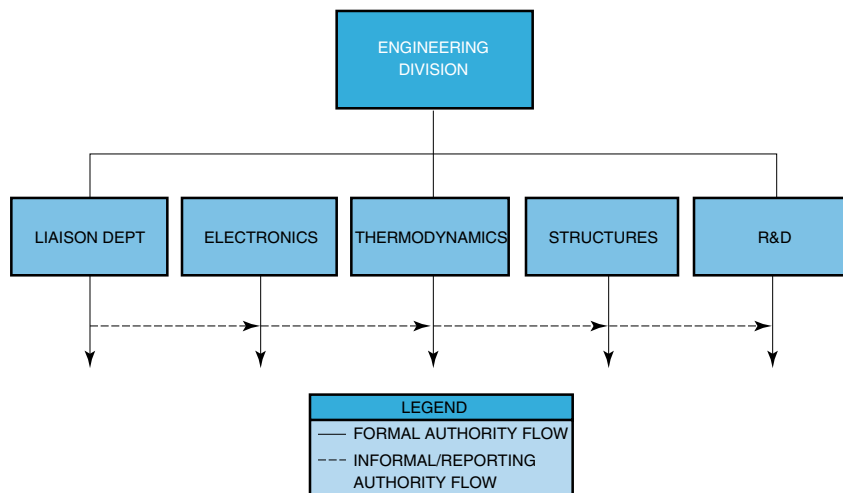 ENGINEERING
DIVISION
LIAISON DEPT
ELECTRONICS
THERMODYNAMICS
STRUCTURES
R&D
LEGEND
FORMAL AUTHORITY FLOW
INFORMAL/REPORTING
AUTHORITY FLOW